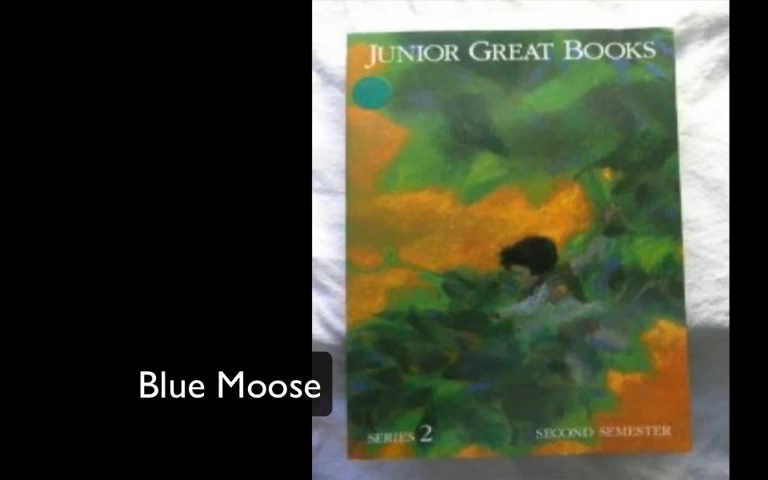 JUNIOR GREAT BOOKS
Blue Moose
SERIES 2
SECOND SEMESTER